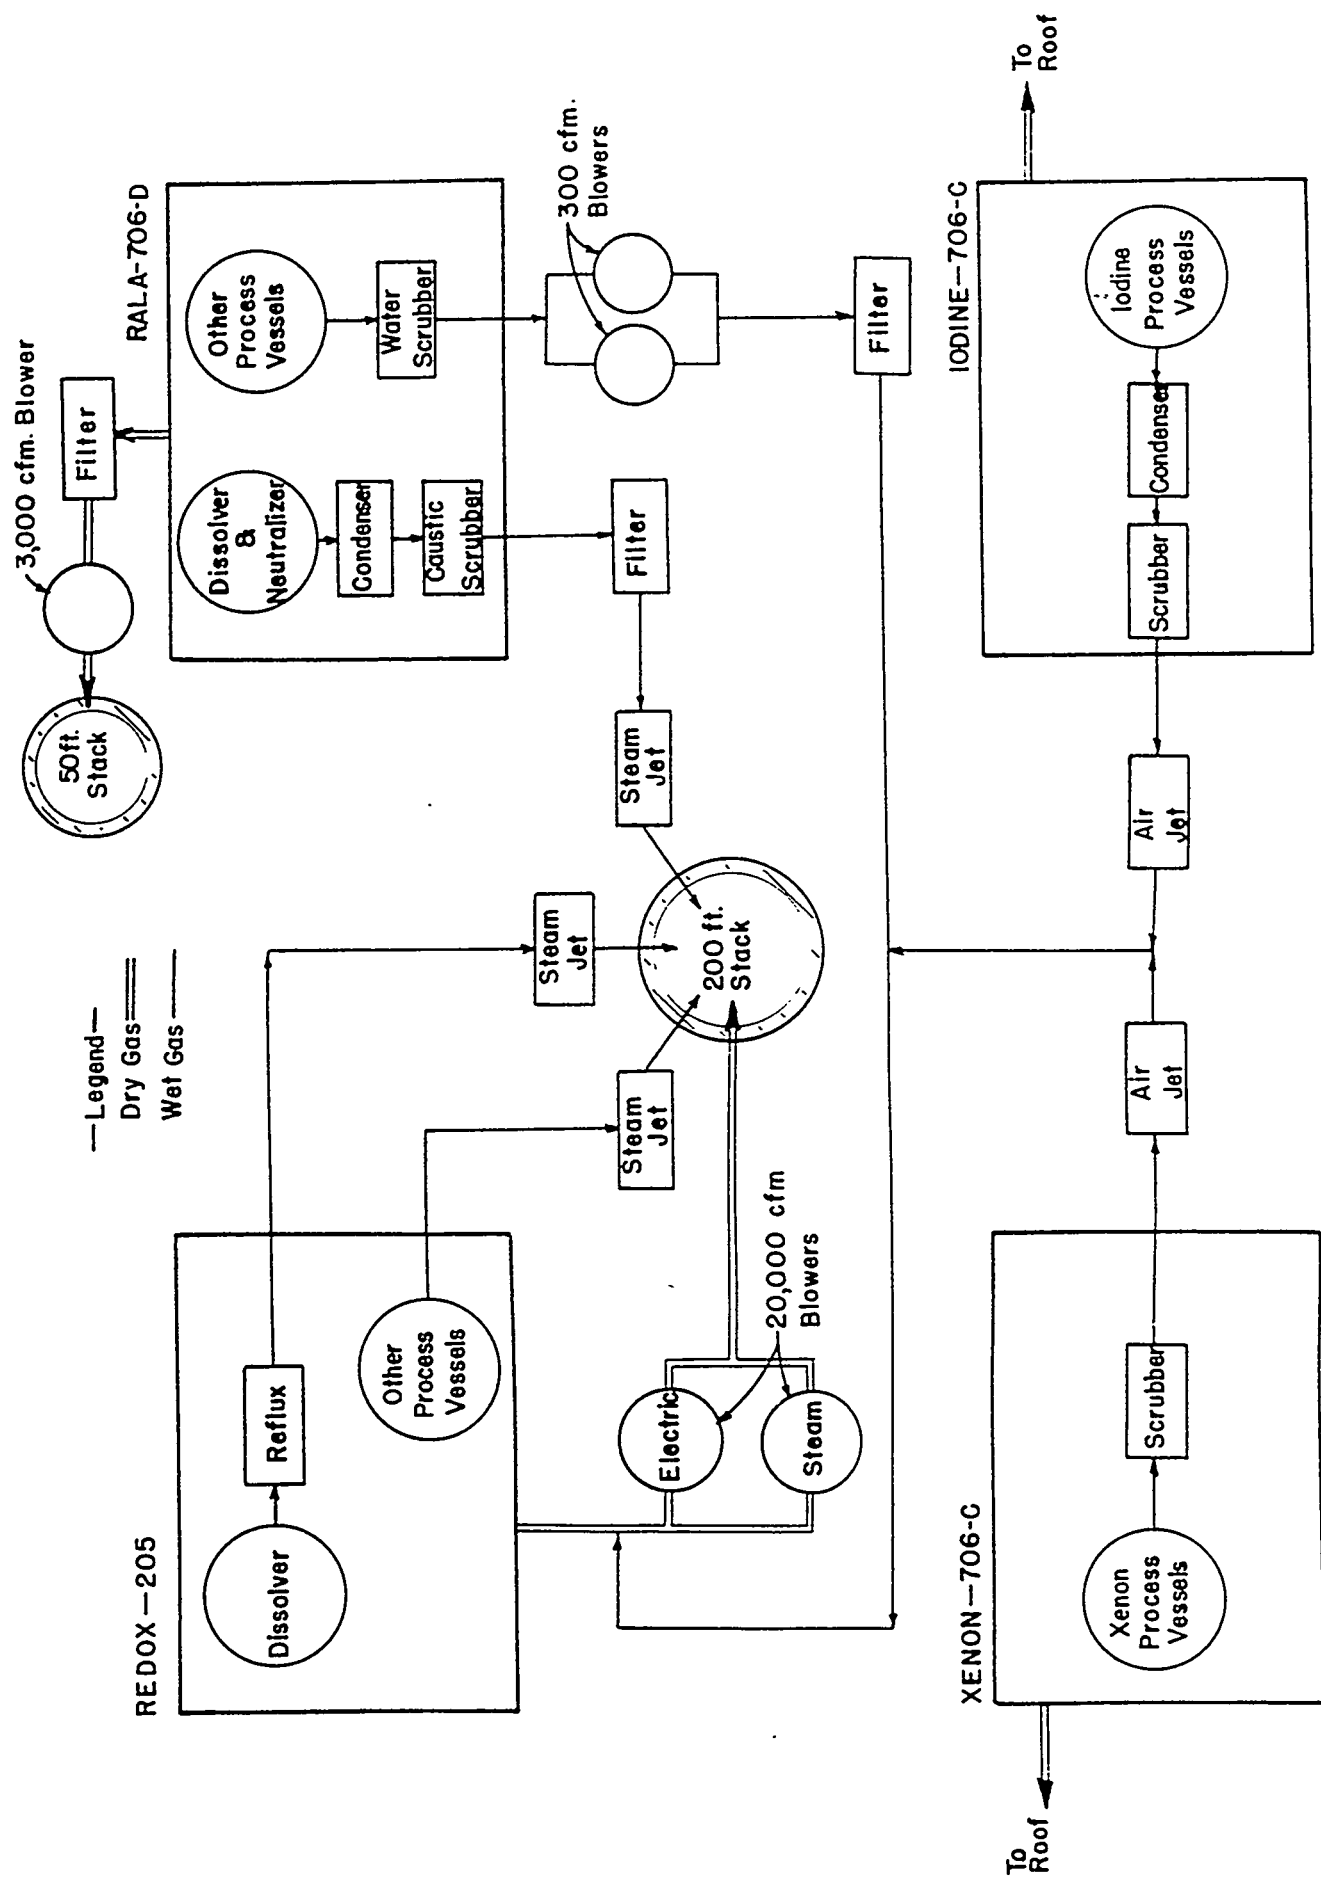 REDOX—205
Dissolver
Reflux
Other
Process
Vessels
—Legend—
Dry Gas
Wet Gas
50ft.
Stack
3,000 cfm. Blower
Filter
RALA-706-D
Dissolver
&
Neutralizer
Condenser
Caustic
Scrubber
Other
Process
Vessels
Water
Scrubber
Steam
Jet
Steam
Jet
Steam
Jet
Filter
300 cfm.
Blowers
200 ft.
Stack
Electric
Steam
20,000 cfm
Blowers
Filter
XENON—706-C
Xenon
Process
Vessels
Scrubber
Air
Jet
Air
Jet
IODINE—706-C
Scrubber
Condenser
Iodine
Process
Vessels
To
Roof
To
Roof